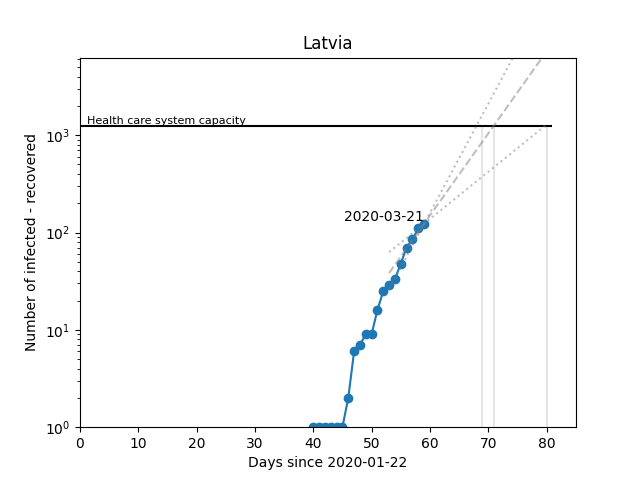 Latvia
Number of infected - recovered
10³
10²
10¹
10⁰
Health care system capacity
2020-03-21
0 10 20 30 40 50 60 70 80
Days since 2020-01-22